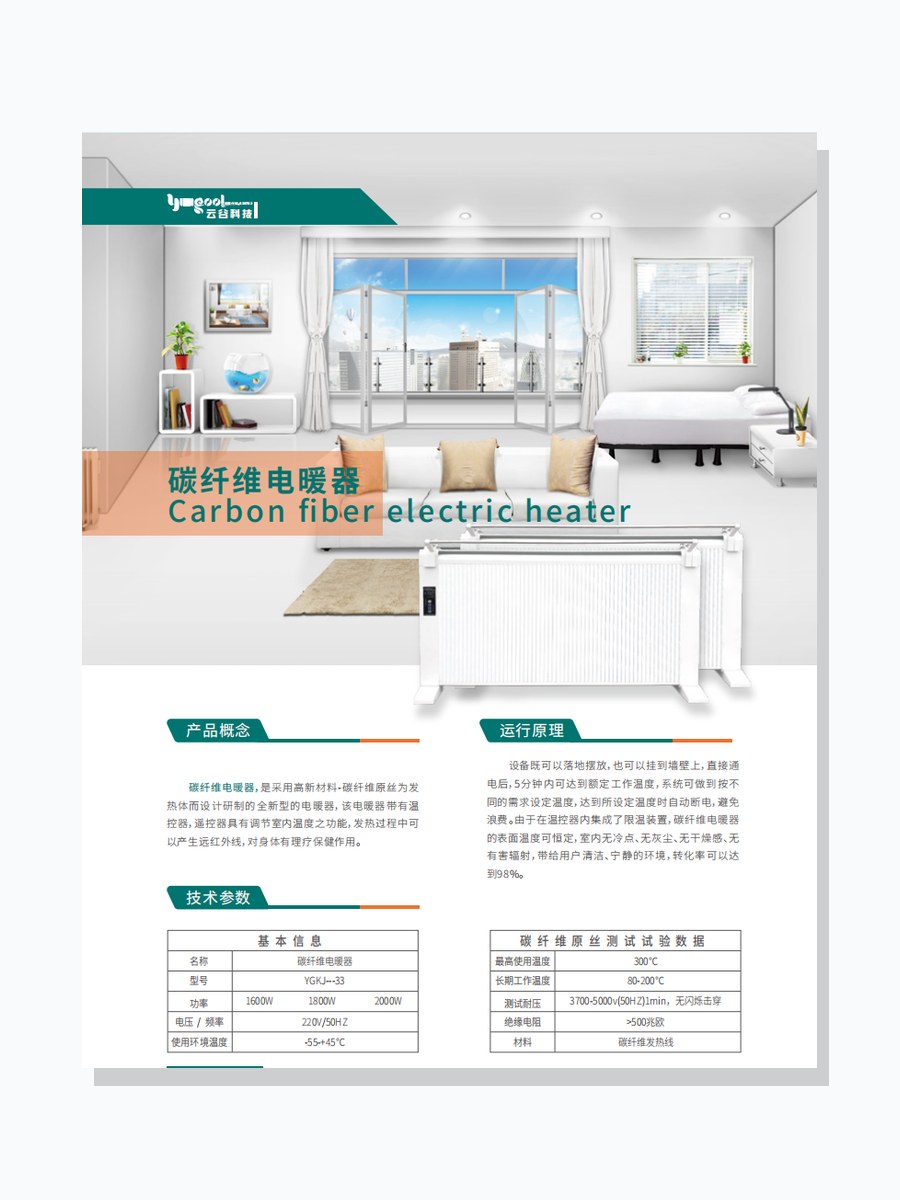 云谷科技
碳纤维电暖器
Carbon fiber electric heater
产品概念
碳纤维电暖器,是采用高新材料-碳纤维原丝为发
热体而设计研制的全新型的电暖器,该电暖器带有温
控器,遥控器具有调节室内温度之功能,发热过程中可
以产生远红外线,对身体有理疗保健作用。
运行原理
设备既可以落地摆放,也可以挂到墙壁上,直接通
电后,5分钟内可达到额定工作温度,系统可做到按不
同的需求设定温度,达到所设定温度时自动断电,避免
浪费。由于在温控器内集成了限温装置,碳纤维电暖器
的表面温度可恒定,室内无冷点、无灰尘、无干燥感、无
有害辐射,带给用户清洁、宁静的环境,转化率可以达
到98%。
技术参数
基本信息
名称 碳纤维电暖器
型号 YGKJ---33
功率 1600W 1800W 2000W
电压 / 频率 220V/50HZ
使用环境温度 -55-+45℃
碳纤维原丝测试试验数据
最高使用温度 300℃
长期工作温度 80-200℃
测试耐压 3700-5000v(50HZ)1min，无闪烁击穿
绝缘电阻 >500兆欧
材料 碳纤维发热线